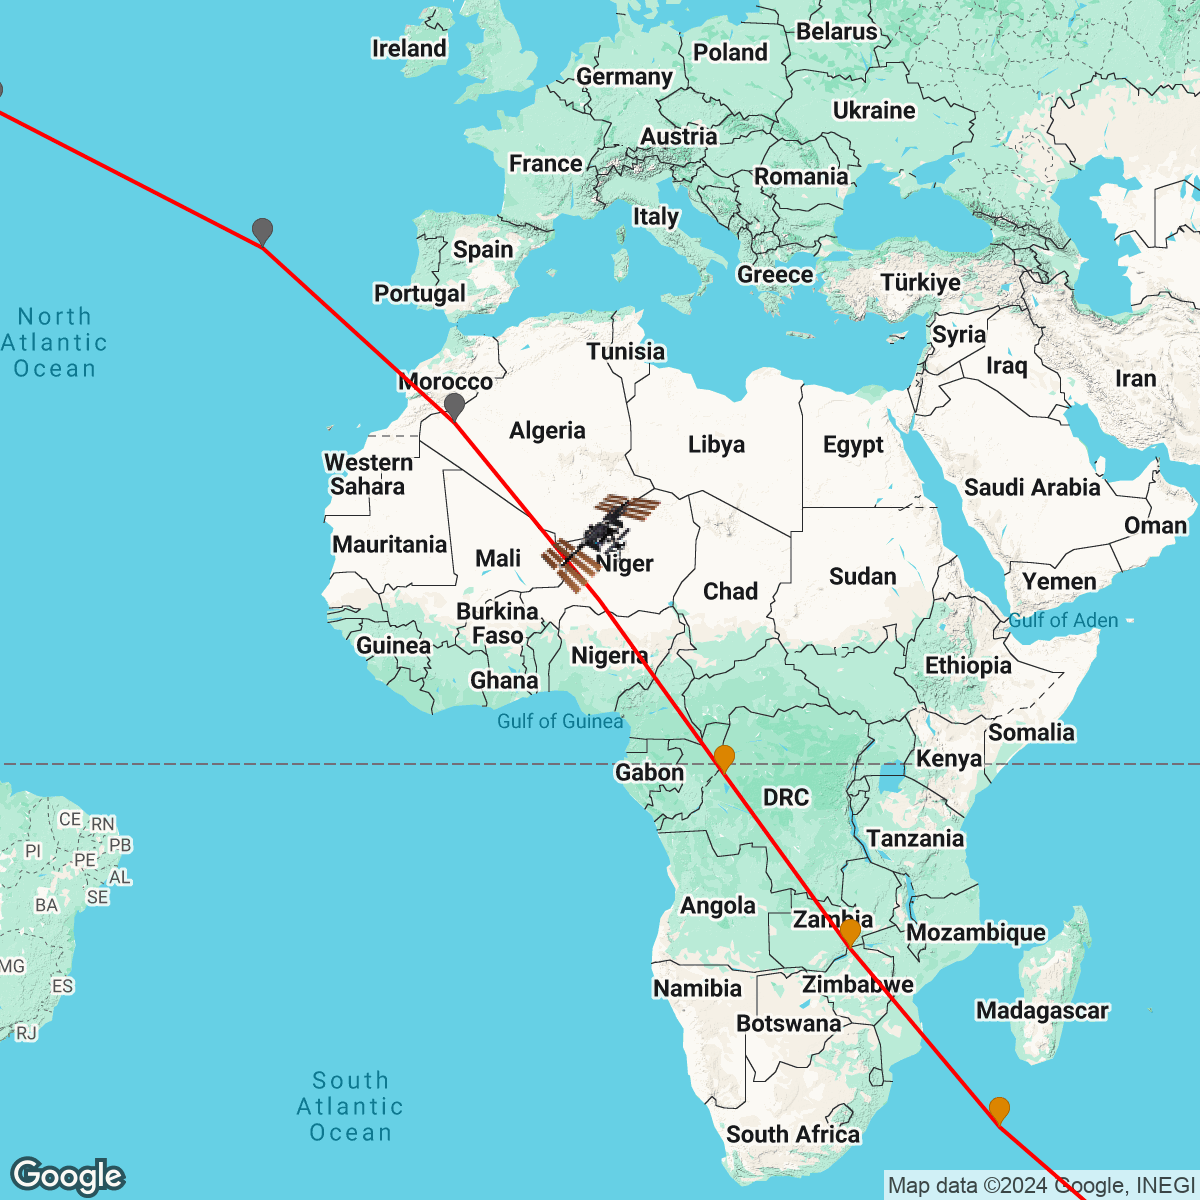 Ireland
Belarus
Poland
Germany
Ukraine
Austria
France
Romania
Italy
Spain
Greece
Türkiye
Portugal
North
Atlantic
Ocean
Syria
Tunisia
Iraq
Iran
Morocco
Algeria
Libya
Egypt
Western
Sahara
Saudi Arabia
Oman
Mauritania
Mali
Niger
Chad
Sudan
Yemen
Burkina
Faso
Gulf of Aden
Guinea
Nigeria
Ethiopia
Ghana
Gulf of Guinea
Somalia
Kenya
Gabon
DRC
CE
RN
PI
PB
PE
Tanzania
AL
SE
BA
Angola
Zambia
Mozambique
MG
ES
Namibia
Zimbabwe
Madagascar
Botswana
RJ
South
Atlantic
Ocean
South Africa
Google
Map data ©2024 Google, INEGI